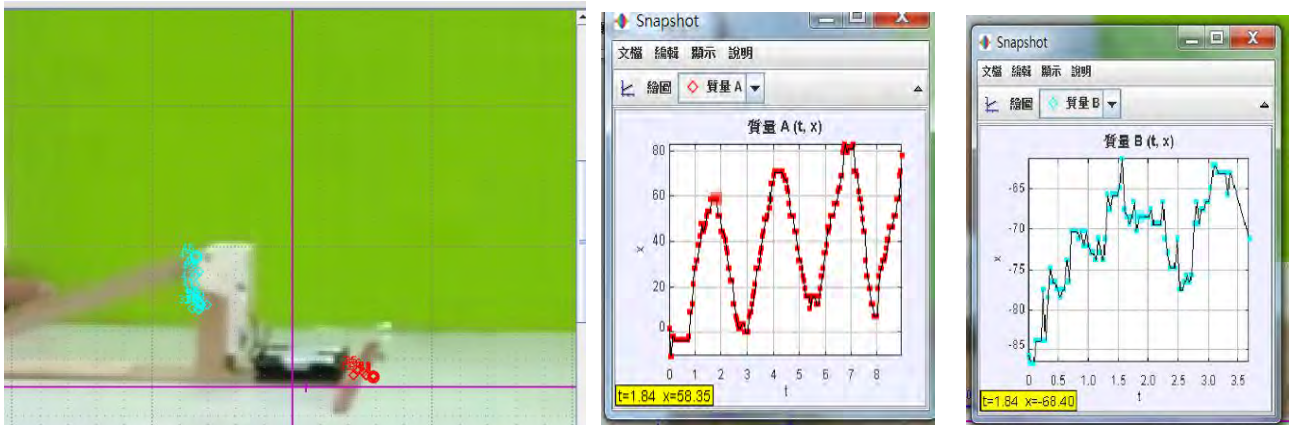 Snapshot
文檔 編輯 顯示 說明
繪圖 質量 A
質量 A (t, x)
80
60
40
20
0
x
0 1 2 3 4 5 6 7 8
t
t=1.84 x=58.35
Snapshot
文檔 編輯 顯示 說明
繪圖 質量 B
質量 B (t, x)
-65
-70
-75
-80
-85
x
0 0.5 1.0 1.5 2.0 2.5 3.0 3.5
t
t=1.84 x=-68.40